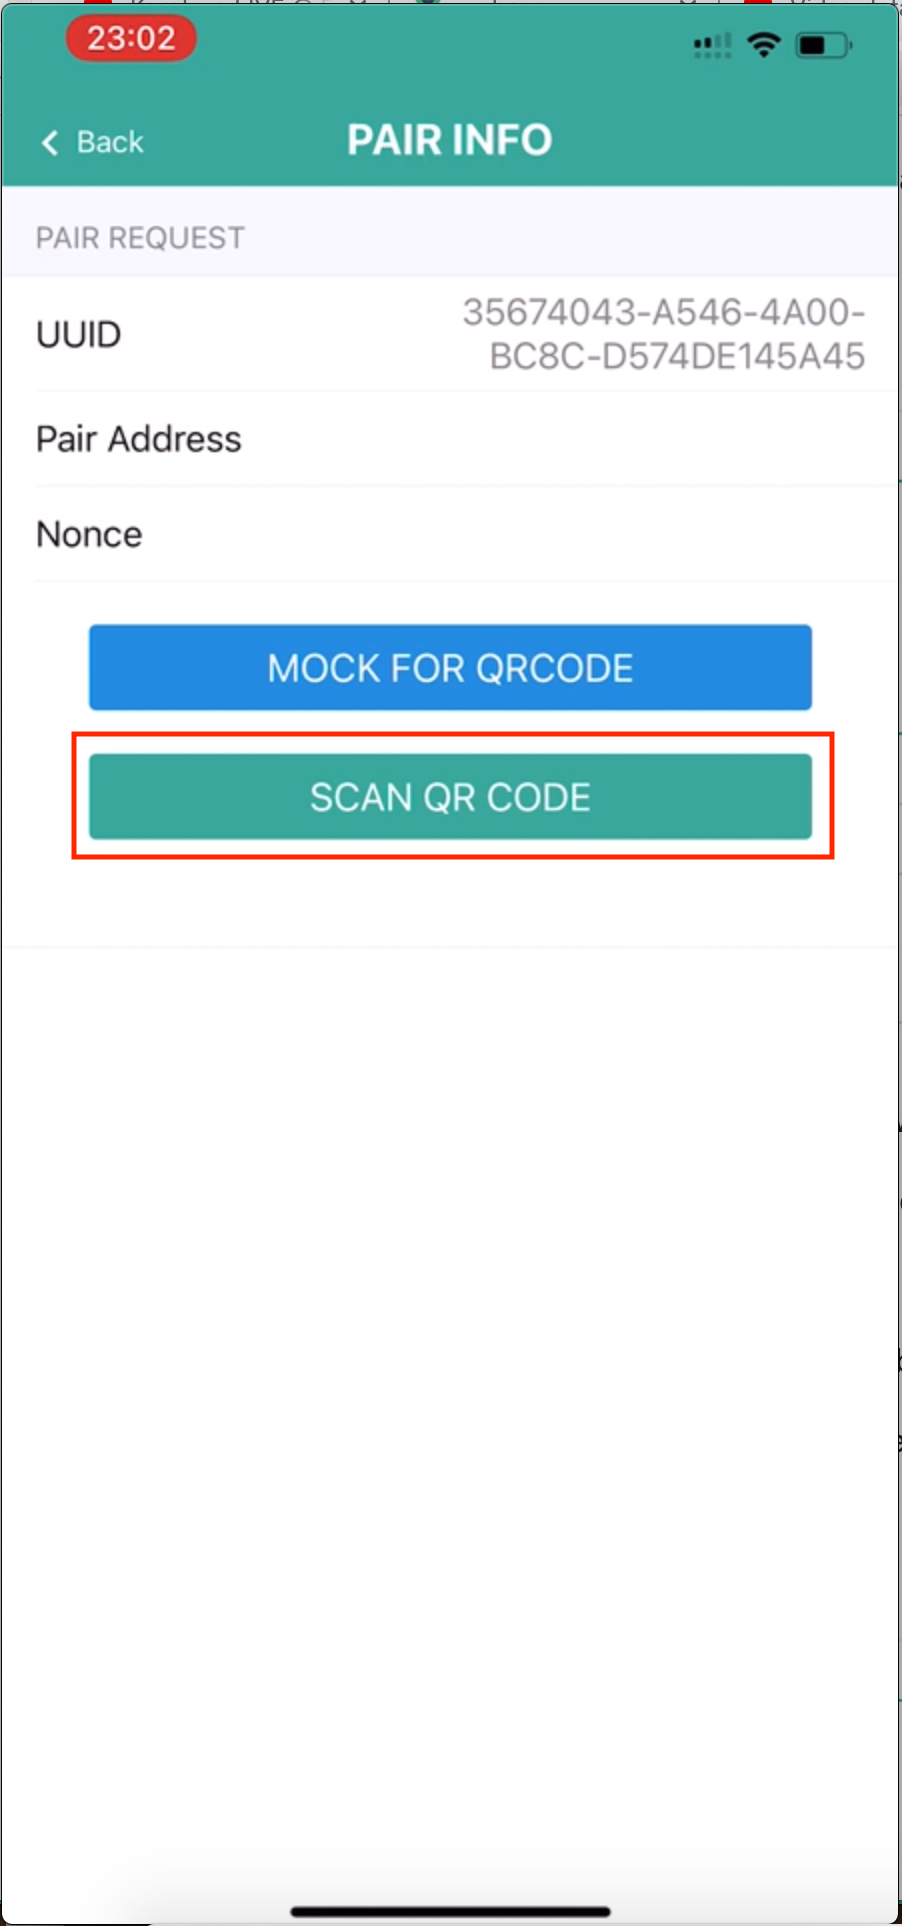 23:02
Back
PAIR INFO
PAIR REQUEST
UUID
35674043-A546-4A00-
BC8C-D574DE145A45
Pair Address
Nonce
MOCK FOR QRCODE
SCAN QR CODE